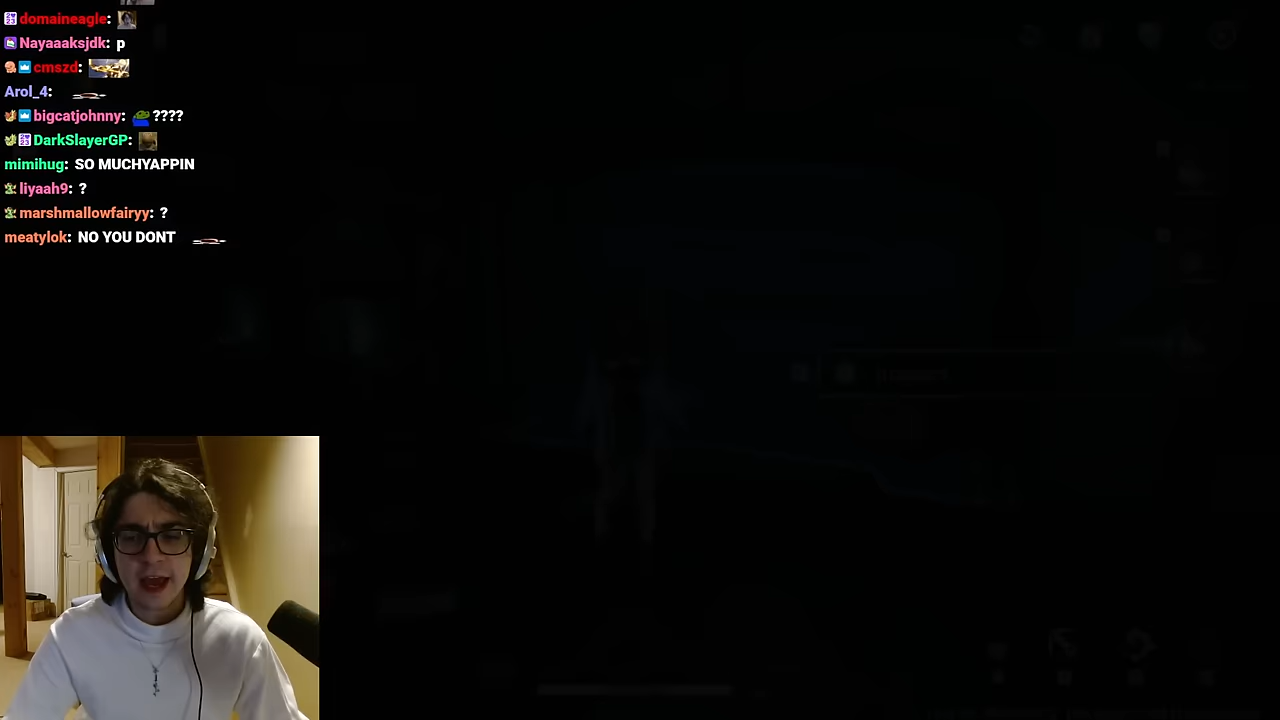 domaineagle:
Nayaaaksjdk: p
cmszd:
Arol_4:
bigcatjohnny: ????
DarkSlayerGP:
mimihug: SO MUCHYAPPIN
liyaah9: ?
marshmallowfairyy: ?
meatylok: NO YOU DONT